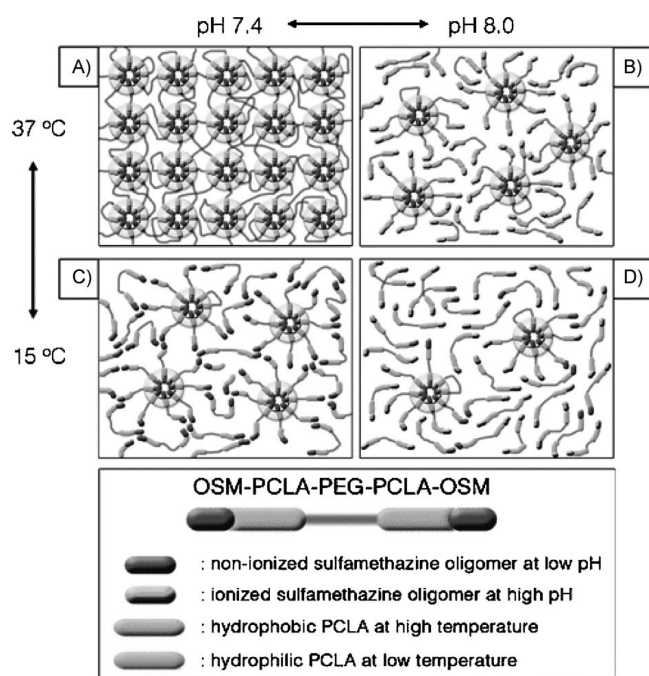 pH 7.4 pH 8.0
A) B)
37 ºC
C) D)
15 ºC
OSM-PCLA-PEG-PCLA-OSM
: non-ionized sulfamethazine oligomer at low pH
: ionized sulfamethazine oligomer at high pH
: hydrophobic PCLA at high temperature
: hydrophilic PCLA at low temperature